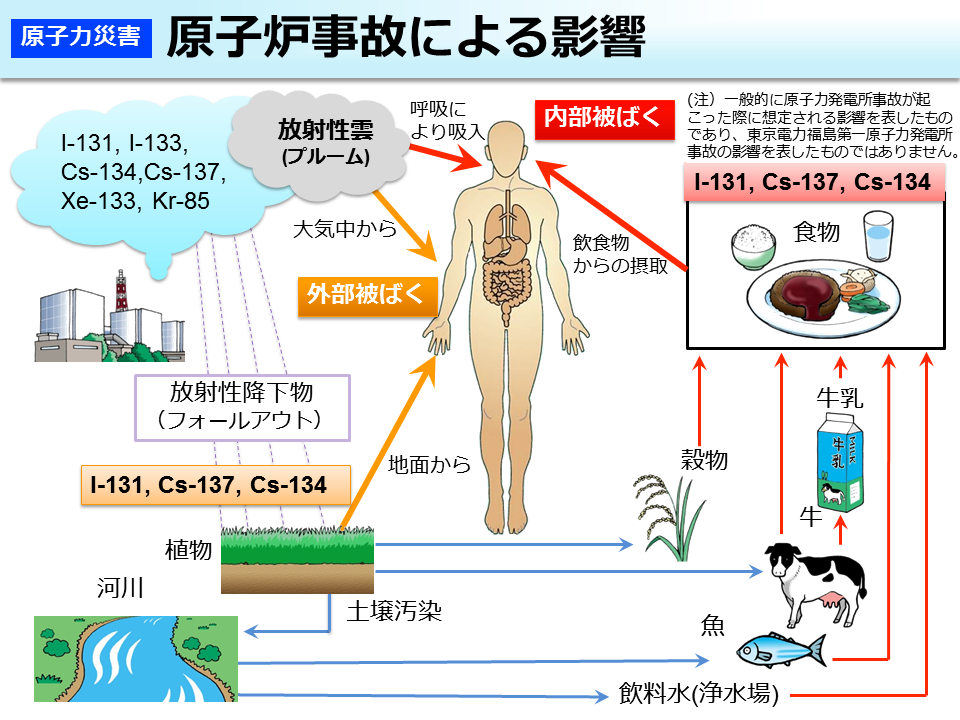 原子力災害
原子炉事故による影響
I-131, I-133,
Cs-134,Cs-137,
Xe-133, Kr-85
放射性雲
(プルーム)
呼吸に
より吸入
内部被ばく
(注）一般的に原子力発電所事故が起
こった際に想定される影響を表したもの
であり、東京電力福島第一原子力発電所
事故の影響を表したものではありません。
I-131, Cs-137, Cs-134
食物
大気中から
飲食物
からの摂取
外部被ばく
放射性降下物
（フォールアウト）
I-131, Cs-137, Cs-134
地面から
牛乳
MILK
牛乳
穀物
牛
植物
河川
土壌汚染
魚
飲料水(浄水場)